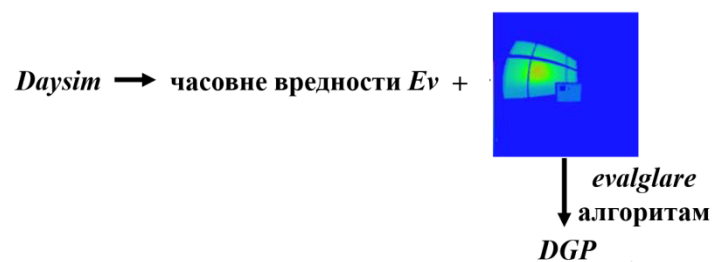 Daysim → часовне вредности Ev +
evalglare
алгоритам
DGP